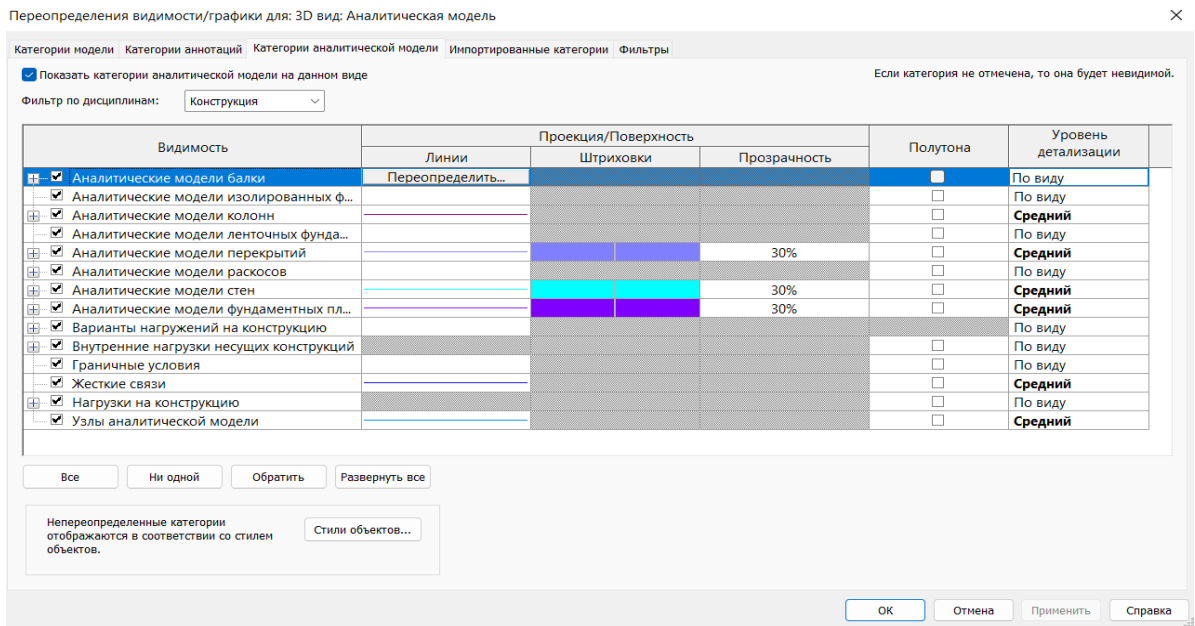 Переопределения видимости/графики для: 3D вид: Аналитическая модель
Категории модели Категории аннотаций Категории аналитической модели Импортированные категории Фильтры
Показать категории аналитической модели на данном виде
Если категория не отмечена, то она будет невидимой.
Фильтр по дисциплинам: Конструкция
Видимость Проекция/Поверхность Полутона Уровень детализации
Линии Штриховки Прозрачность
Аналитические модели балки Переопределить... По виду
Аналитические модели изолированных ф... По виду
Аналитические модели колонн Средний
Аналитические модели ленточных фунда... По виду
Аналитические модели перекрытий 30% Средний
Аналитические модели раскосов По виду
Аналитические модели стен 30% Средний
Аналитические модели фундаментных пл... 30% Средний
Варианты нагружений на конструкцию По виду
Внутренние нагрузки несущих конструкций По виду
Граничные условия По виду
Жесткие связи Средний
Нагрузки на конструкцию По виду
Узлы аналитической модели Средний
Все Ни одной Обратить Развернуть все
Непереопределенные категории
отображаются в соответствии со стилем
объектов.
Стили объектов...
ОК Отмена Применить Справка